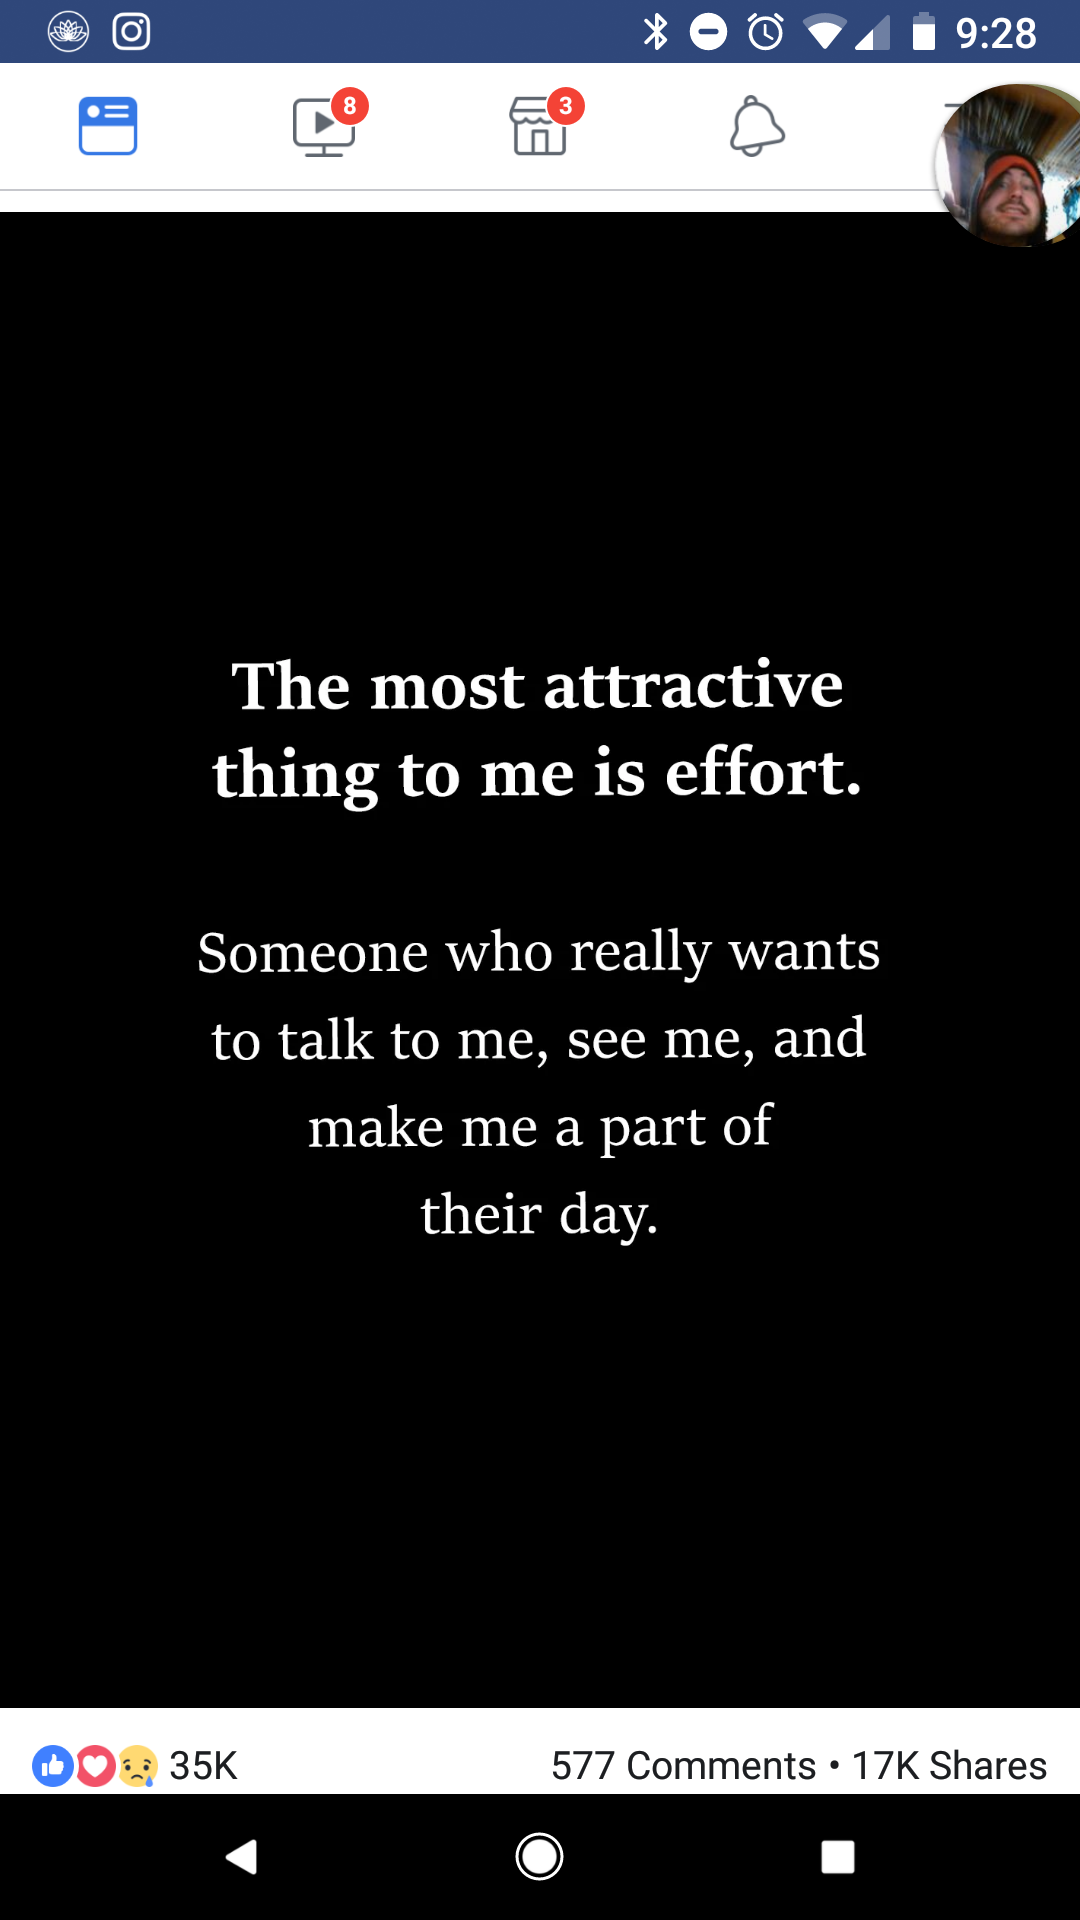 9:28
8
3
The most attractive
thing to me is effort.
Someone who really wants
to talk to me, see me, and
make me a part of
their day.
35K
577 Comments • 17K Shares